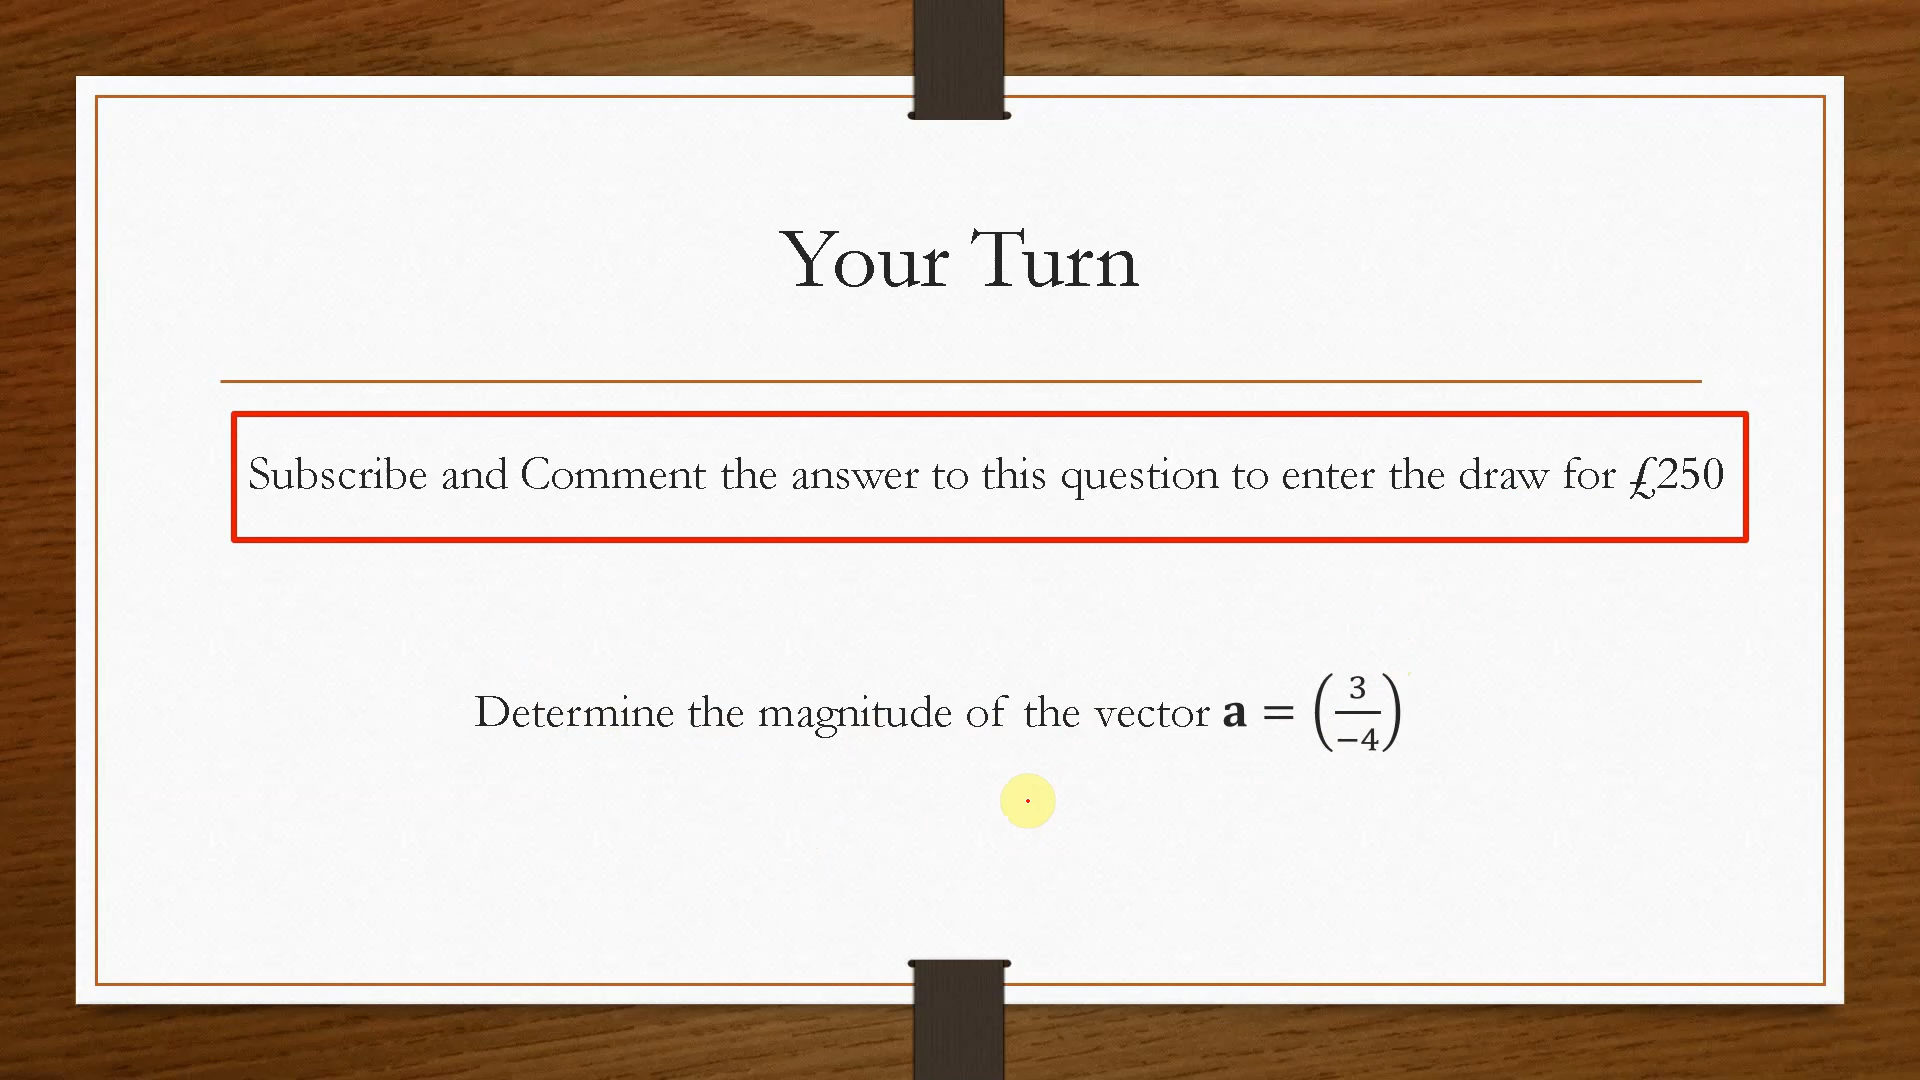 Your Turn
Subscribe and Comment the answer to this question to enter the draw for £250
Determine the magnitude of the vector a = (3/−4)